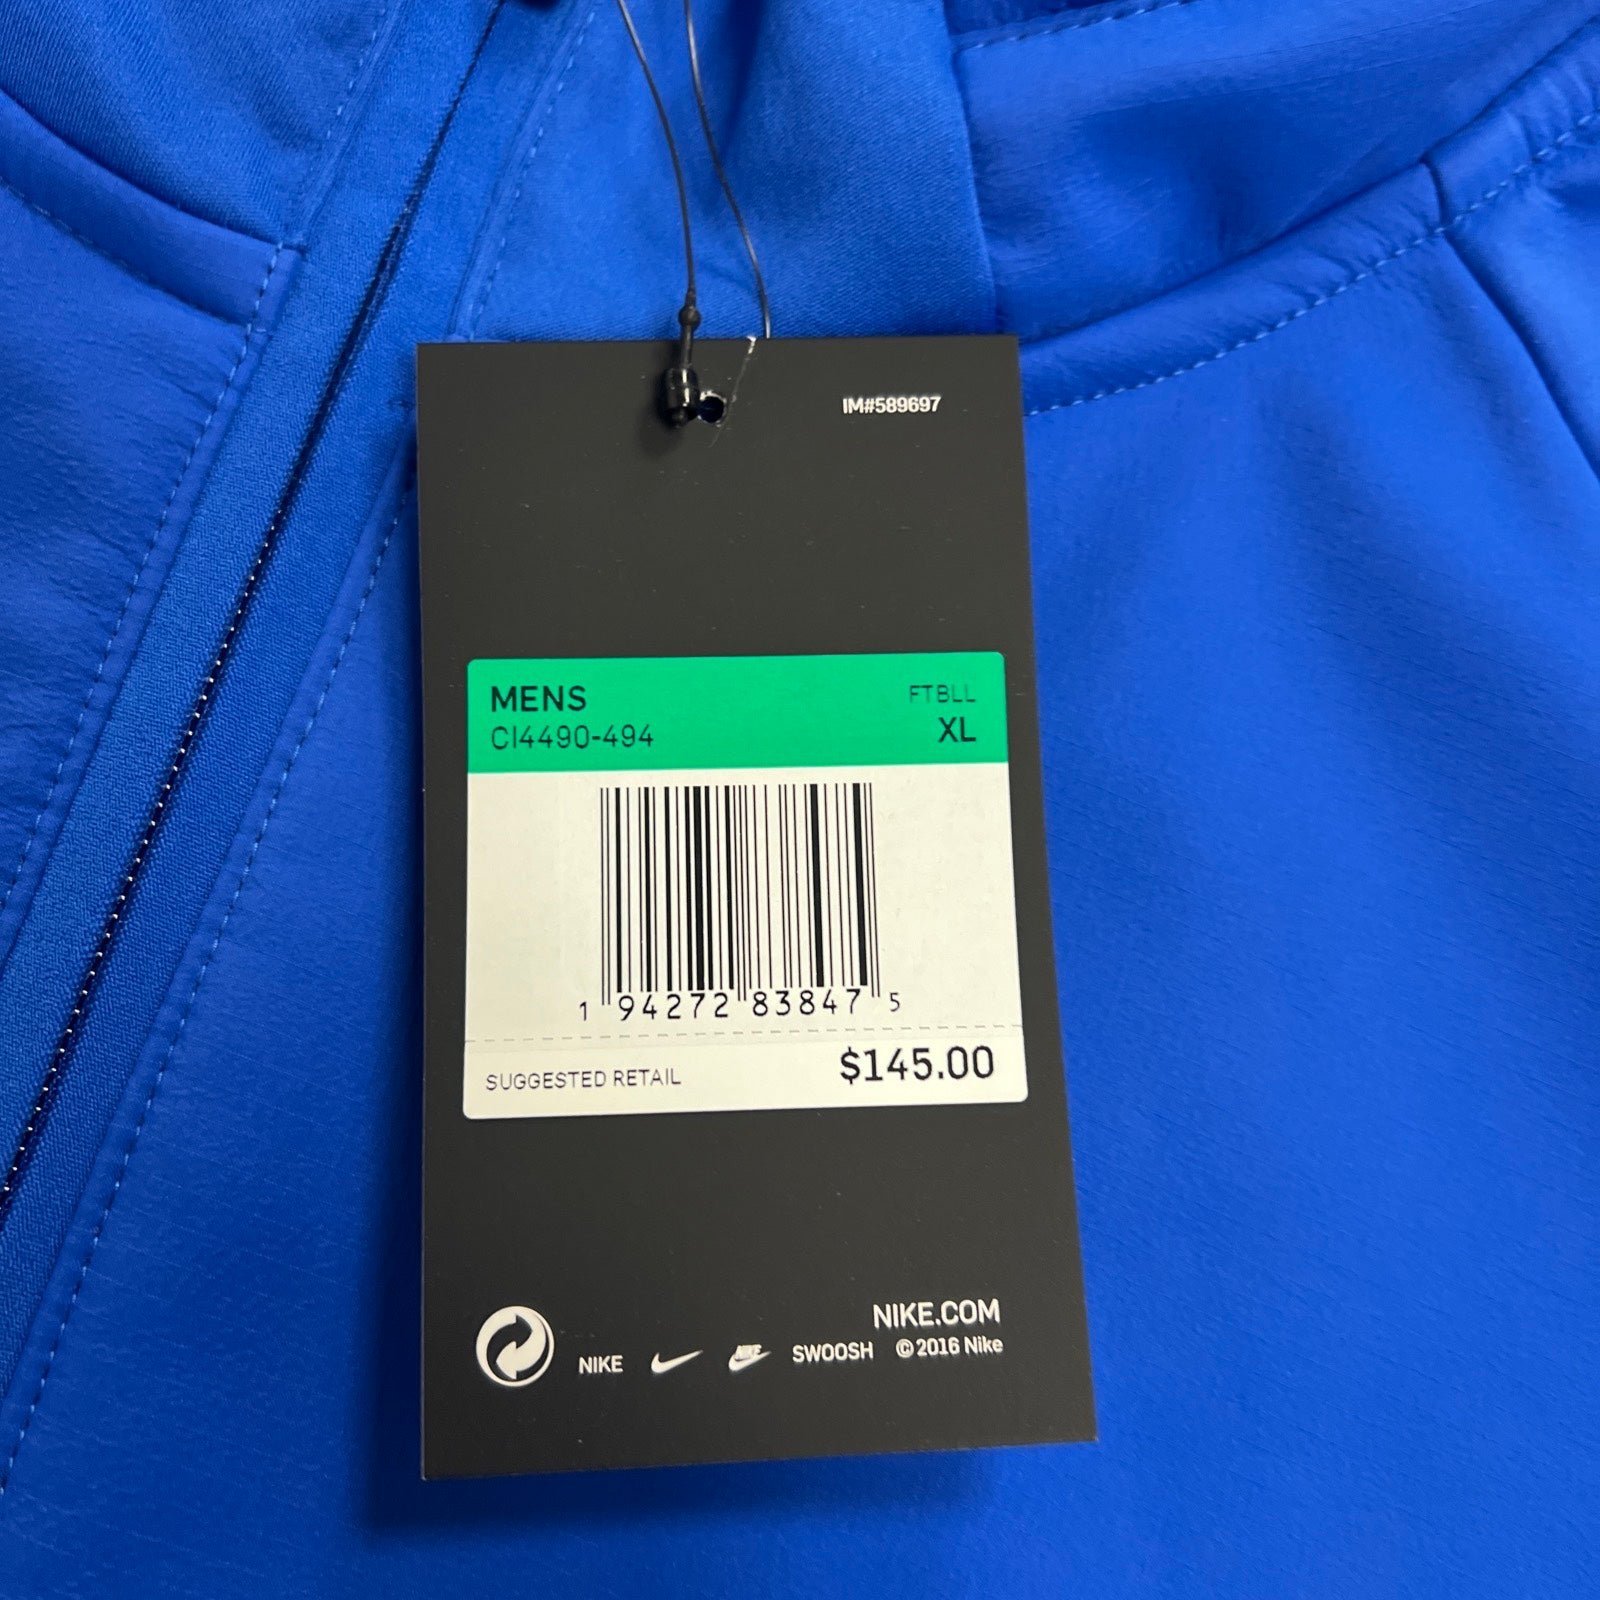 IM#589697
MENS FTBLL
CI4490-494 XL
1 94272 83847 5
SUGGESTED RETAIL $145.00
NIKE.COM
NIKE NIKE SWOOSH © 2016 Nike